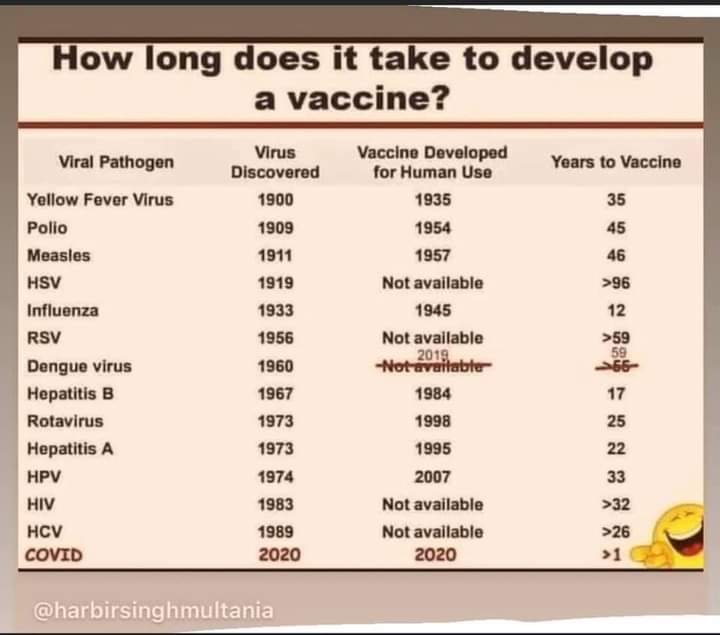 How long does it take to develop
a vaccine?
Viral Pathogen Virus Discovered Vaccine Developed for Human Use Years to Vaccine
Yellow Fever Virus 1900 1935 35
Polio 1909 1954 45
Measles 1911 1957 46
HSV 1919 Not available >96
Influenza 1933 1945 12
RSV 1956 Not available >59
2019 59
Dengue virus 1960 Not available >55
Hepatitis B 1967 1984 17
Rotavirus 1973 1998 25
Hepatitis A 1973 1995 22
HPV 1974 2007 33
HIV 1983 Not available >32
HCV 1989 Not available >26
COVID 2020 2020 >1
@harbirsinghmultania